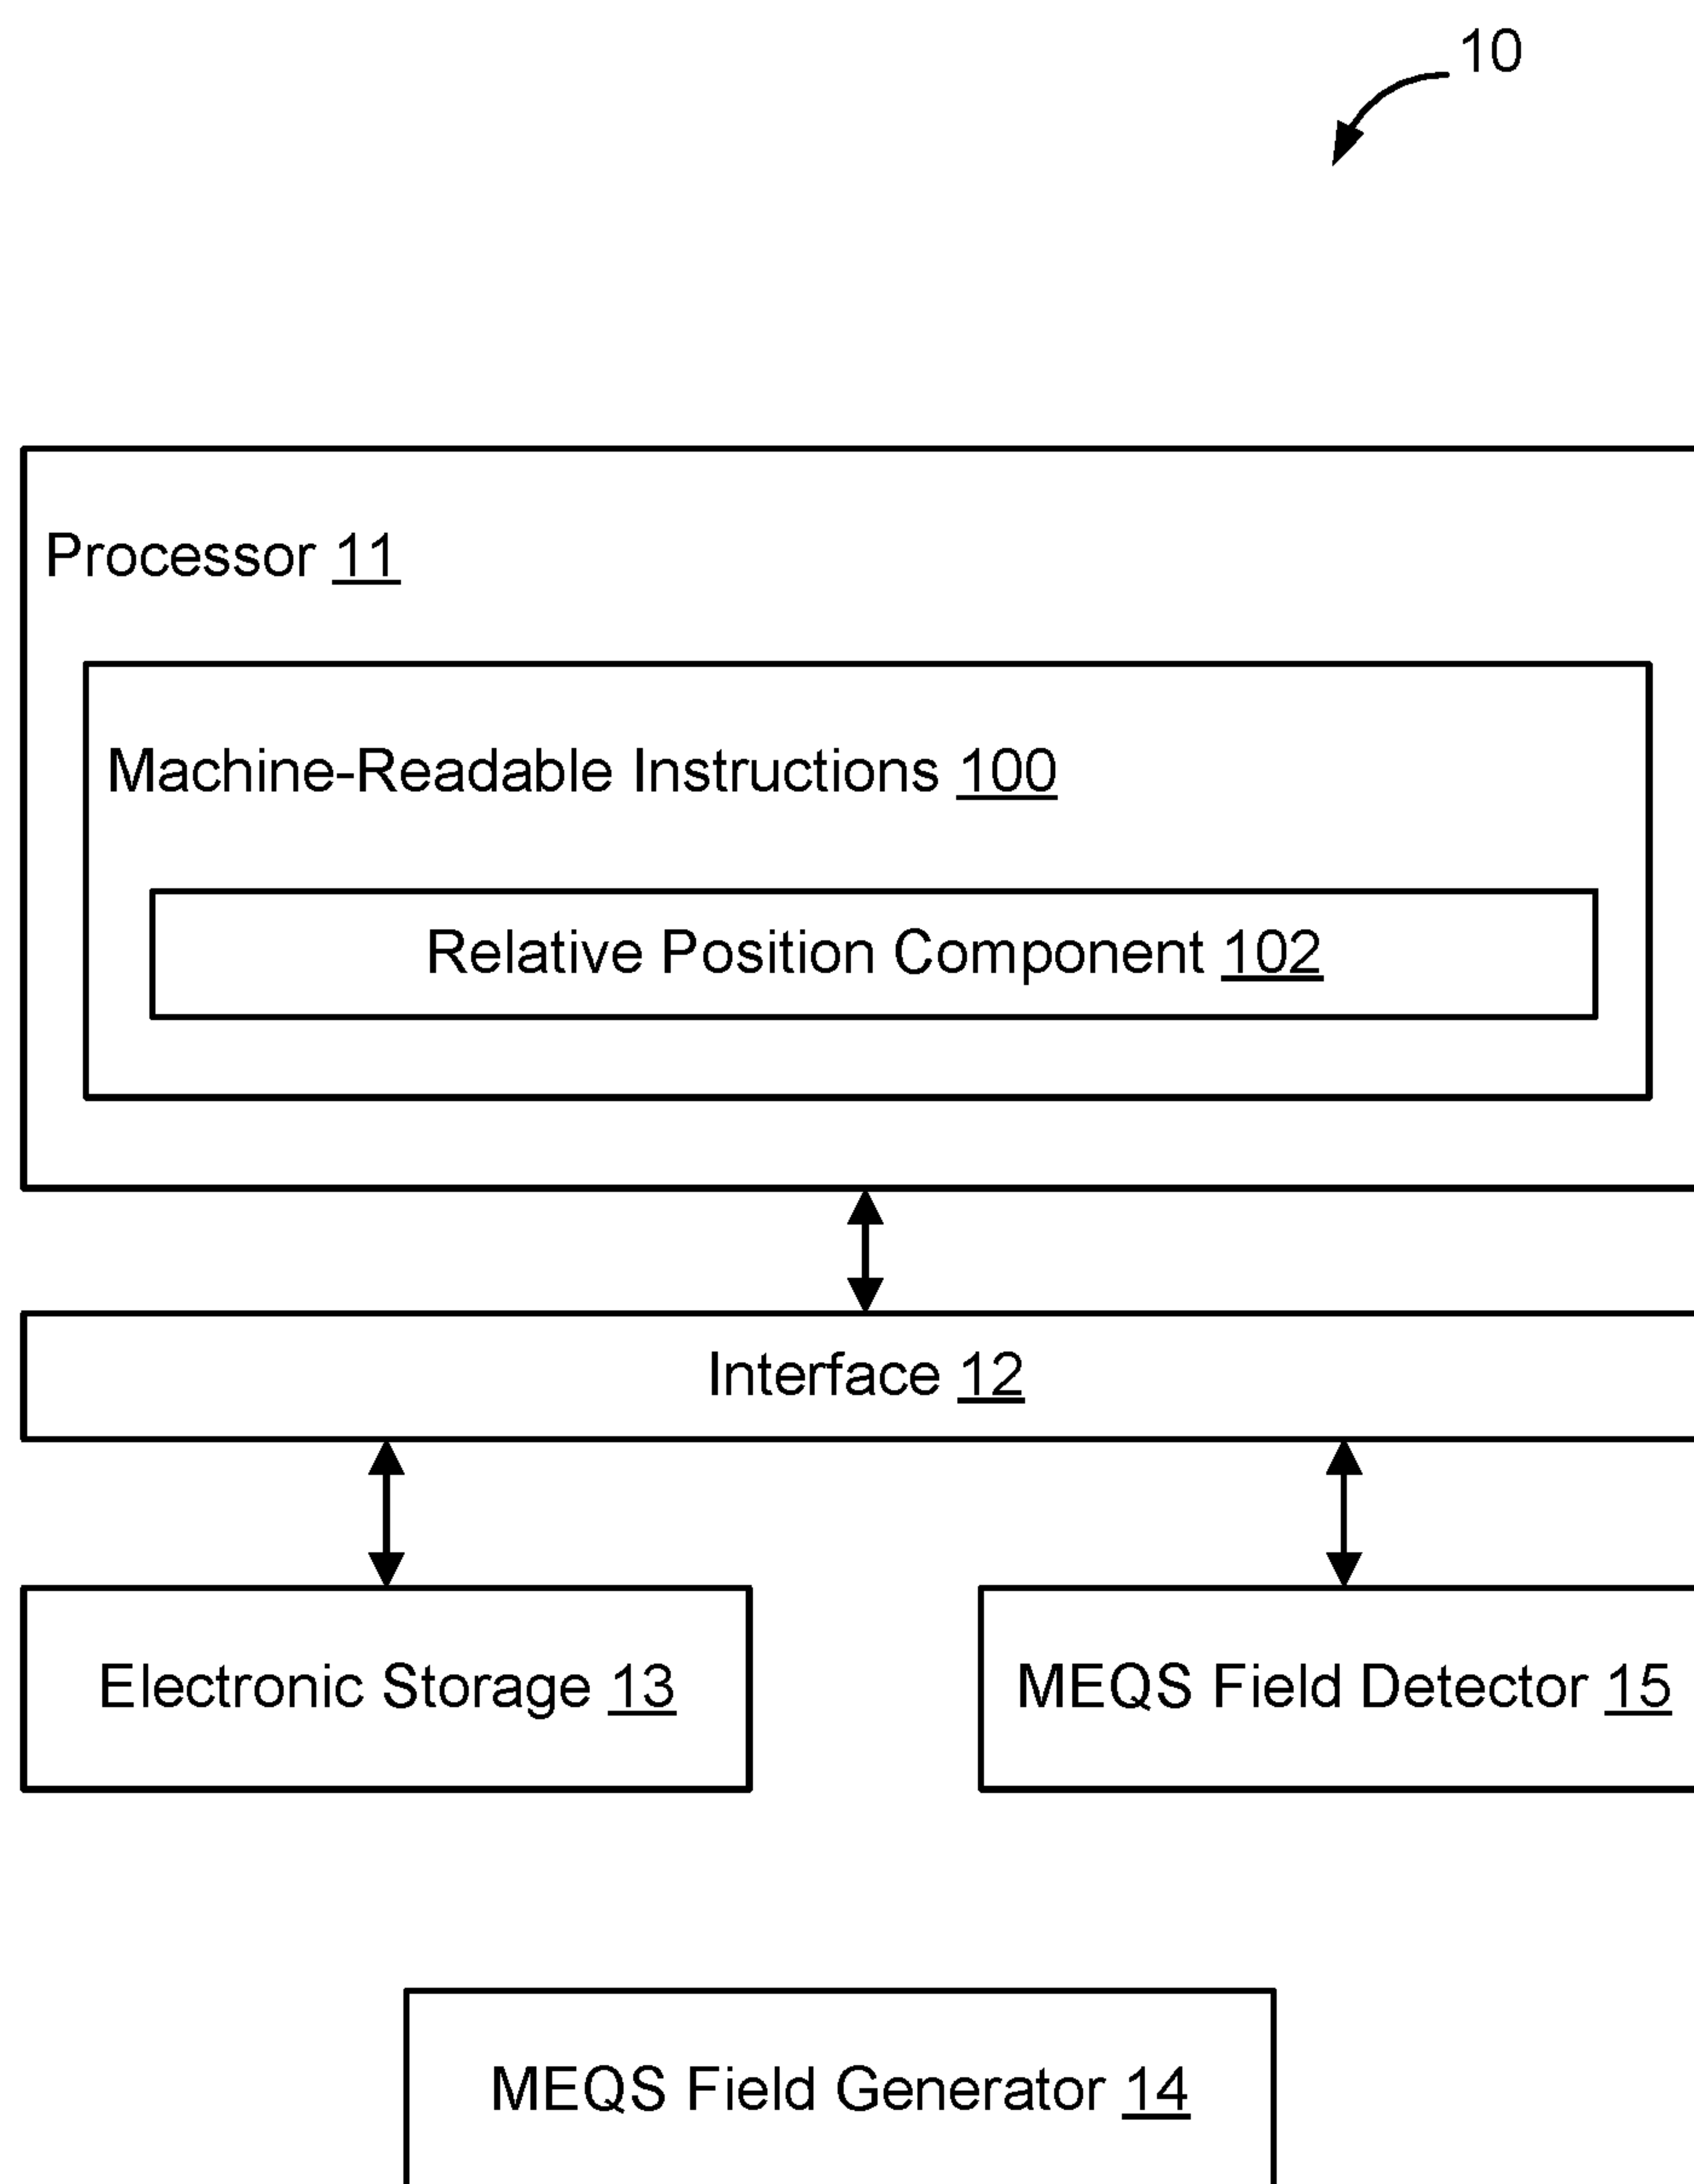 10
Processor 11
Machine-Readable Instructions 100
Relative Position Component 102
Interface 12
Electronic Storage 13
MEQS Field Detector 15
MEQS Field Generator 14